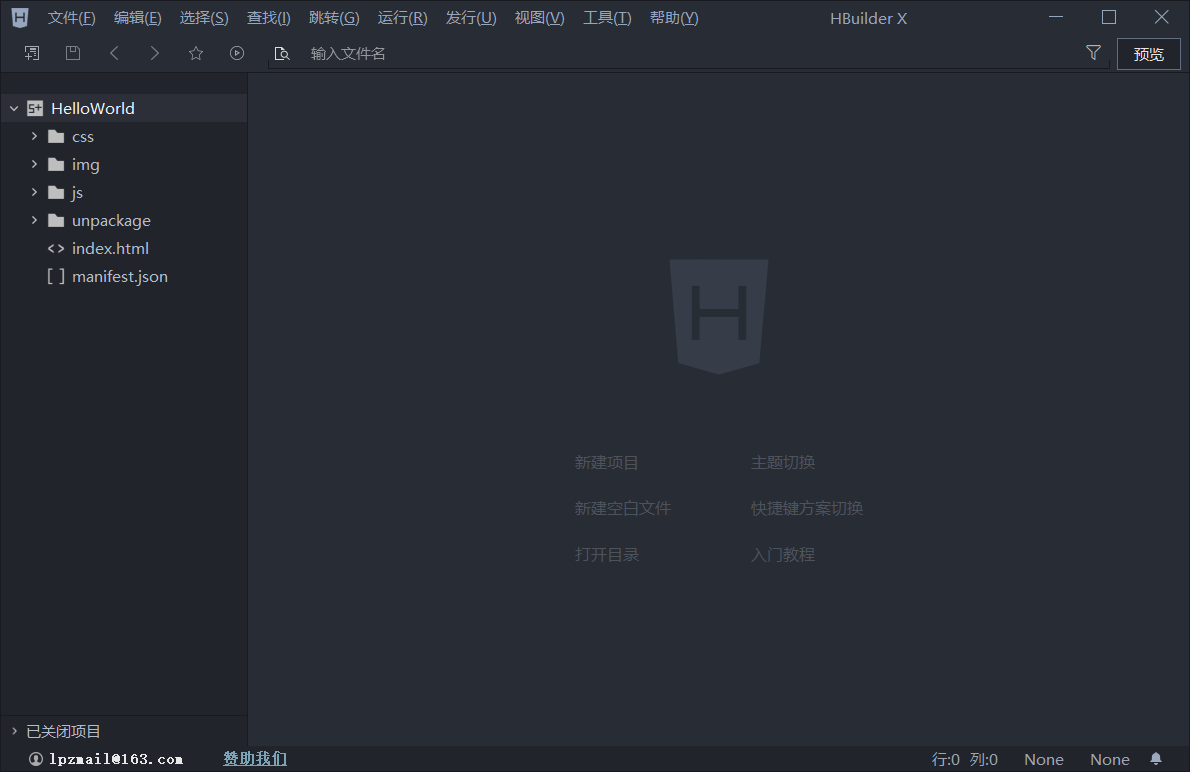 文件(F) 编辑(E) 选择(S) 查找(I) 跳转(G) 运行(R) 发行(U) 视图(V) 工具(T) 帮助(Y) HBuilder X
输入文件名 预览
HelloWorld
css
img
js
unpackage
index.html
manifest.json
新建项目 主题切换
新建空白文件 快捷键方案切换
打开目录 入门教程
已关闭项目
lpzmail@163.com 赞助我们 行:0 列:0 None None